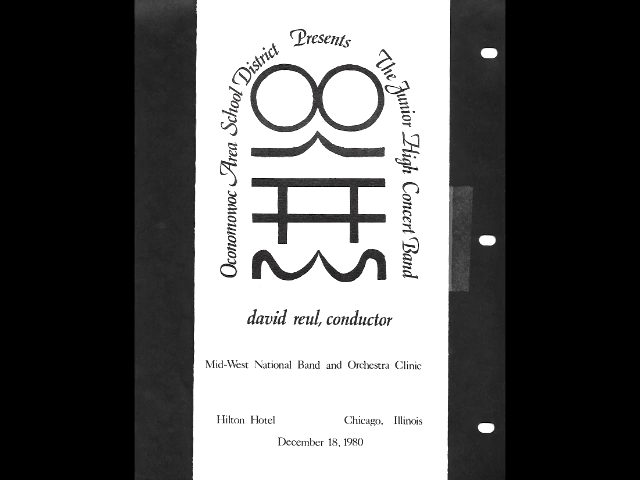 Oconomowoc Area School District Presents The Junior High Concert Band
david reul, conductor
Mid-West National Band and Orchestra Clinic
Hilton Hotel Chicago, Illinois
December 18, 1980